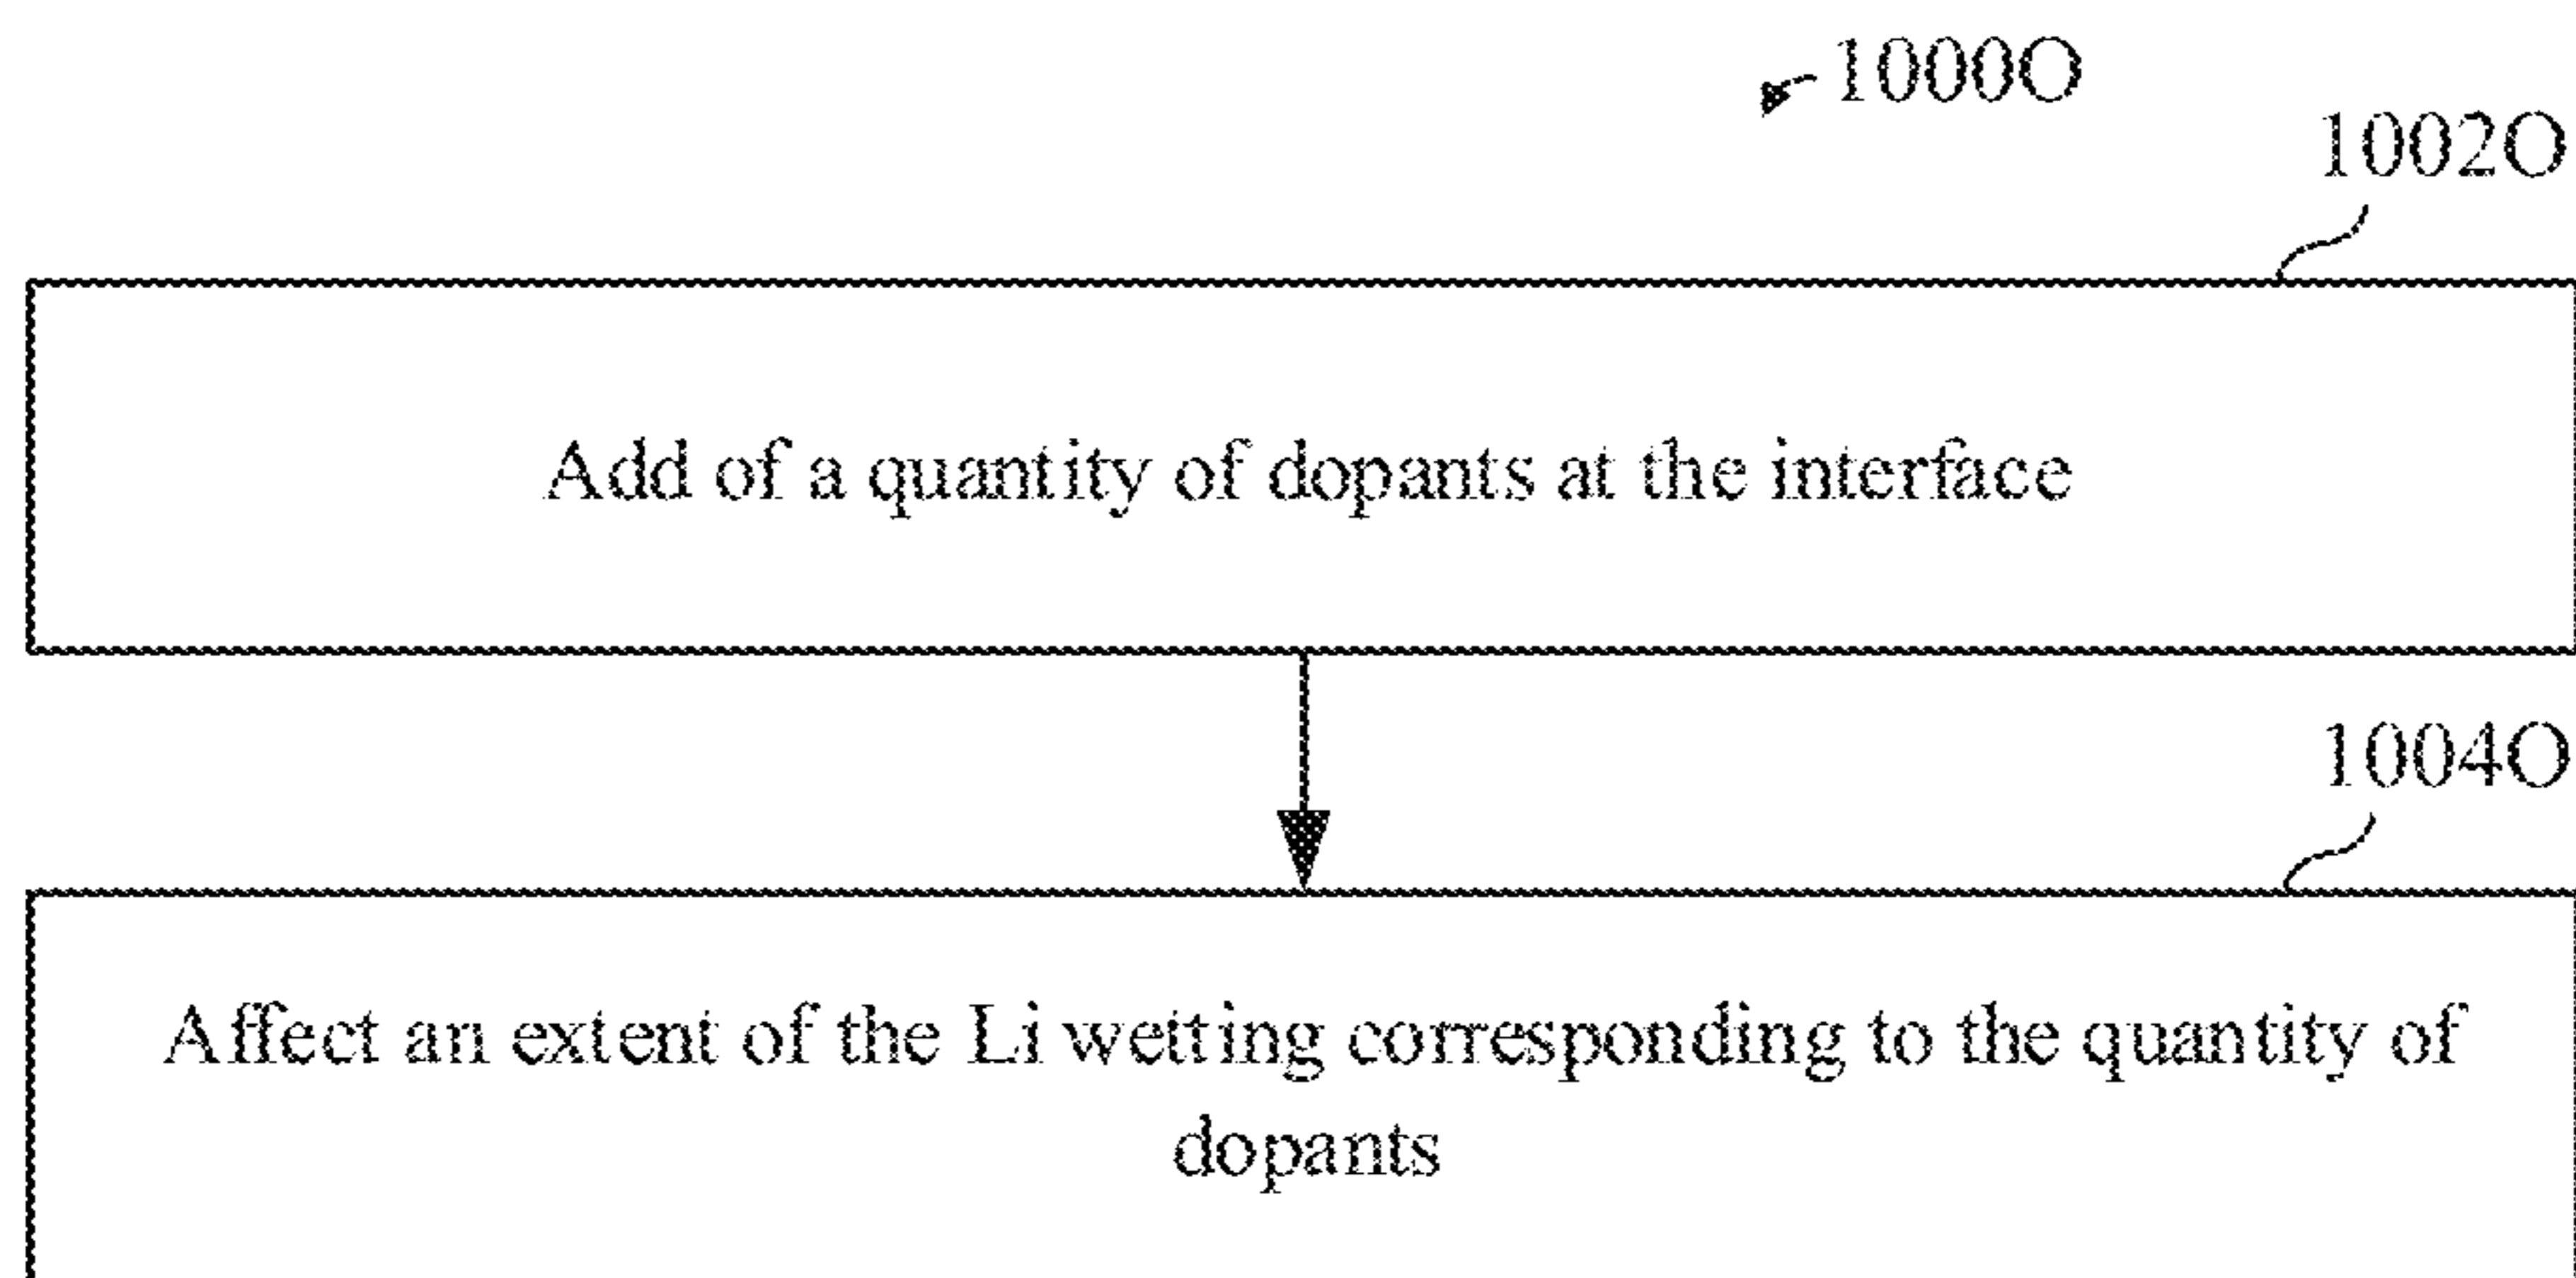 1000O
1002O
Add of a quantity of dopants at the interface
1004O
Affect an extent of the Li wetting corresponding to the quantity of
dopants